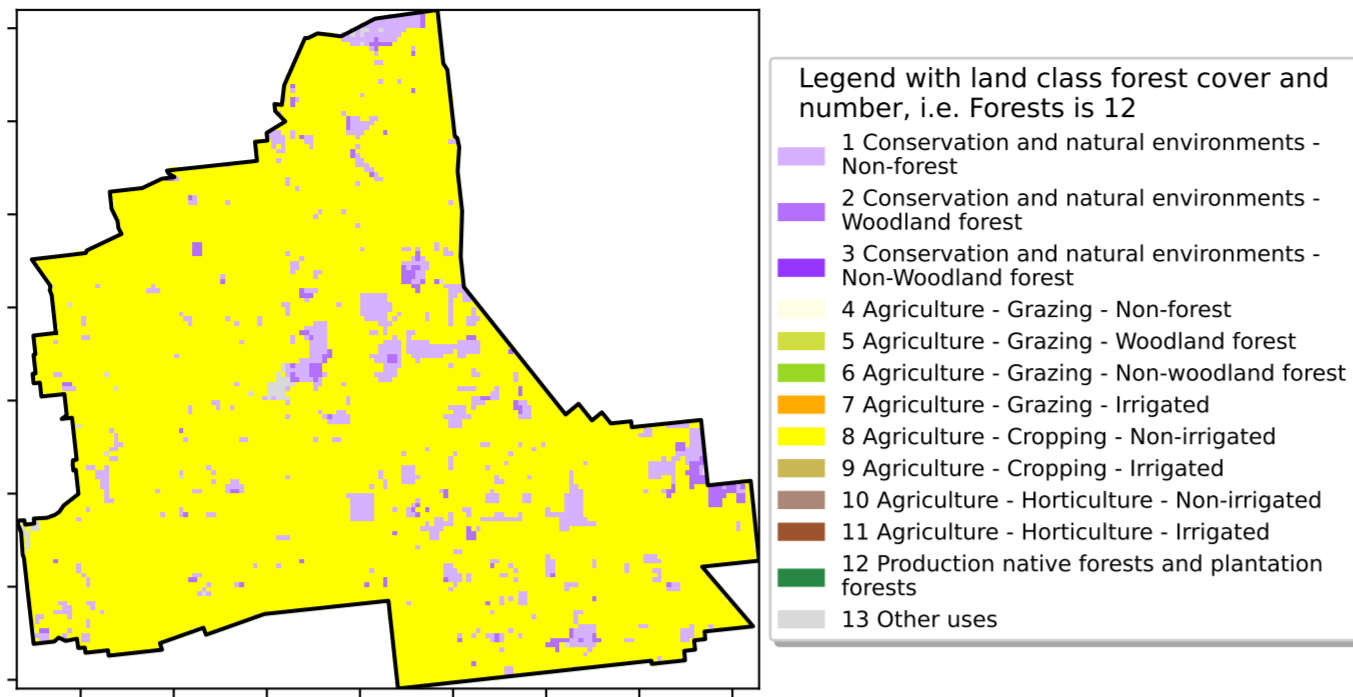 Legend with land class forest cover and
number, i.e. Forests is 12
1 Conservation and natural environments -
Non-forest
2 Conservation and natural environments -
Woodland forest
3 Conservation and natural environments -
Non-Woodland forest
4 Agriculture - Grazing - Non-forest
5 Agriculture - Grazing - Woodland forest
6 Agriculture - Grazing - Non-woodland forest
7 Agriculture - Grazing - Irrigated
8 Agriculture - Cropping - Non-irrigated
9 Agriculture - Cropping - Irrigated
10 Agriculture - Horticulture - Non-irrigated
11 Agriculture - Horticulture - Irrigated
12 Production native forests and plantation
forests
13 Other uses